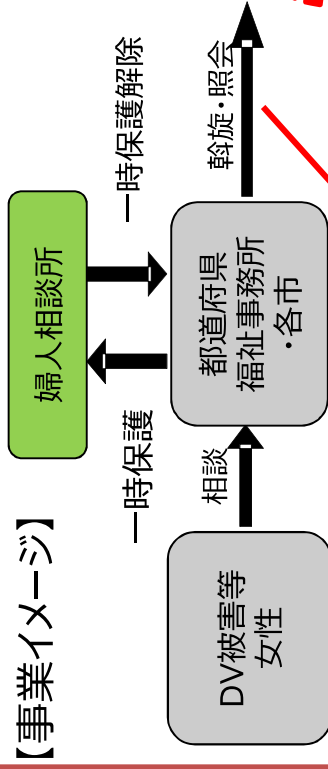 【事業イメージ】
婦人相談所
一時保護
一時保護解除
DV被害等
女性
相談
都道府県
福祉事務所
・各市
斡旋・照会